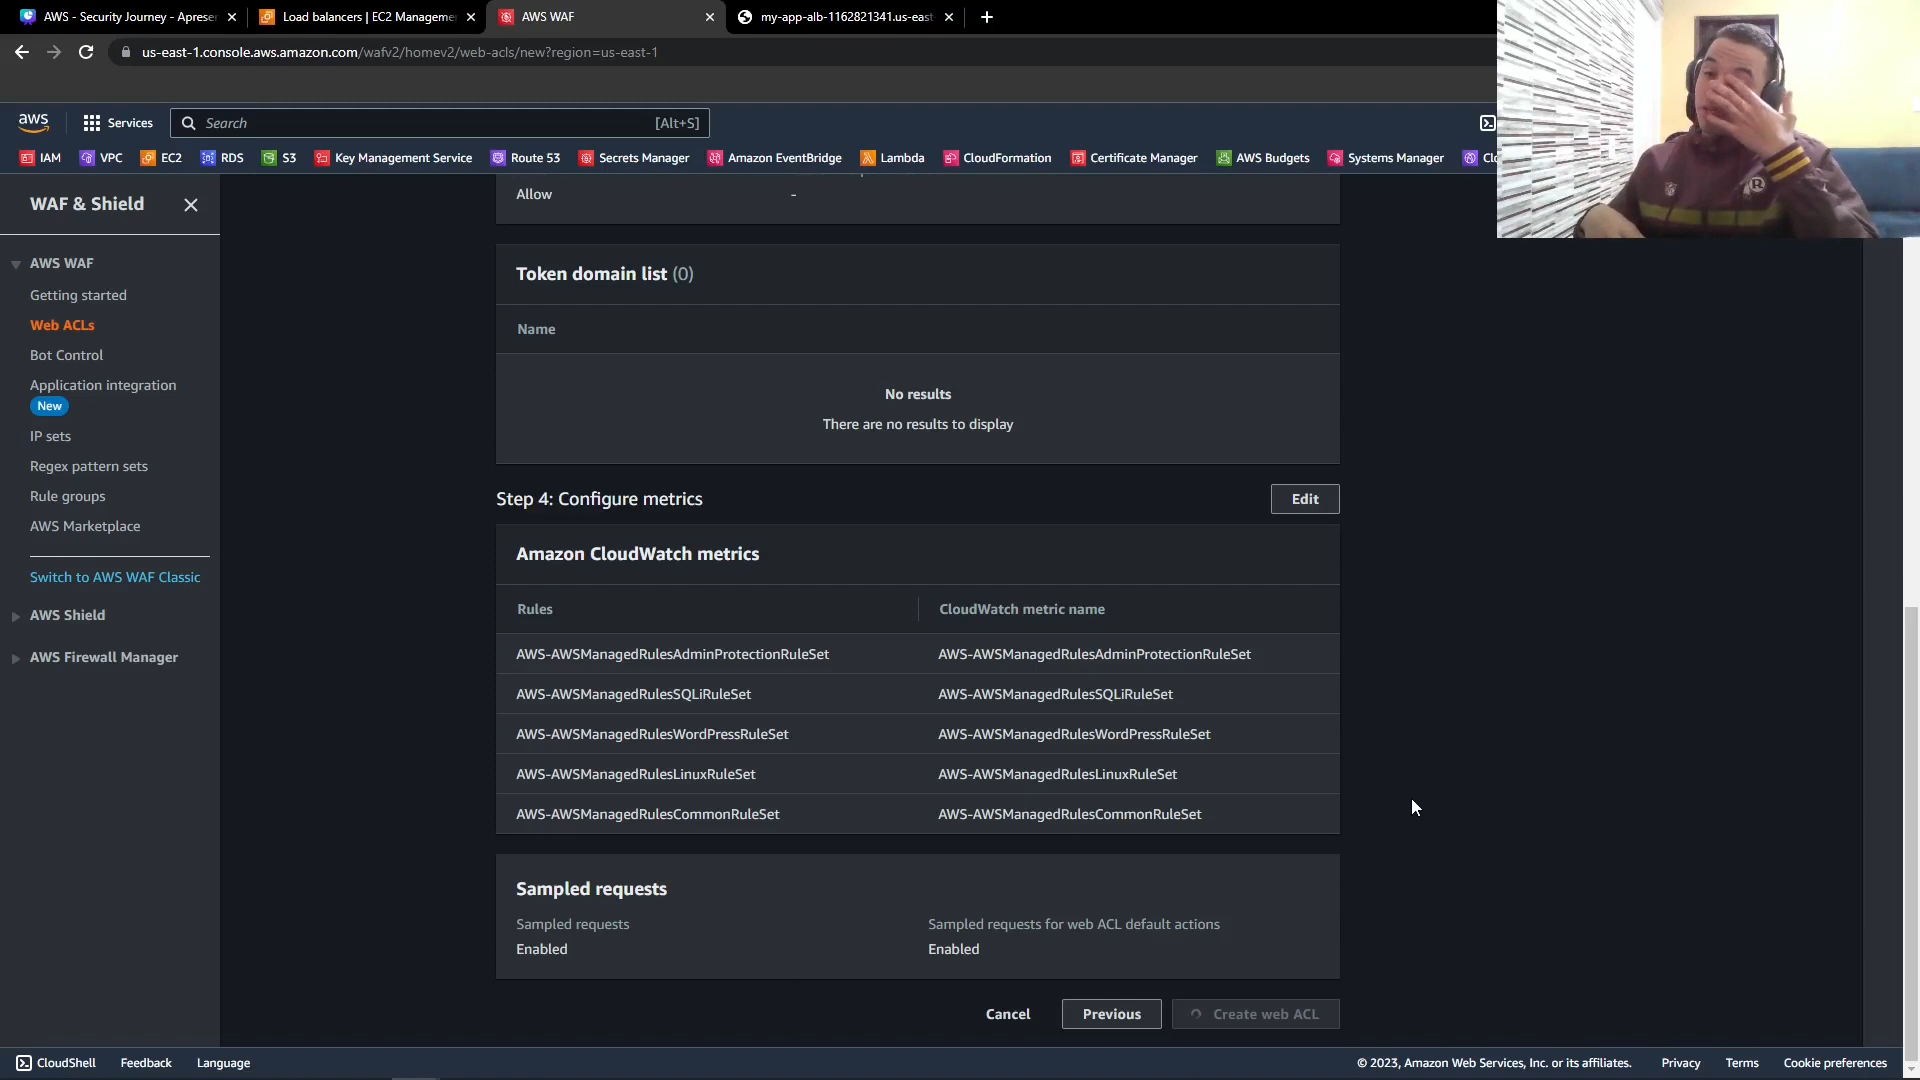 AWS - Security Journey - Aprese
Load balancers | EC2 Manageme
AWS WAF
my-app-alb-1162821341.us-east
us-east-1.console.aws.amazon.com/wafv2/homev2/web-acls/new?region=us-east-1
aws
Services
Search
[Alt+S]
IAM
VPC
EC2
RDS
S3
Key Management Service
Route 53
Secrets Manager
Amazon EventBridge
Lambda
CloudFormation
Certificate Manager
AWS Budgets
Systems Manager
Clo
WAF & Shield
AWS WAF
Getting started
Web ACLs
Bot Control
Application integration
New
IP sets
Regex pattern sets
Rule groups
AWS Marketplace
Switch to AWS WAF Classic
AWS Shield
AWS Firewall Manager
Allow
-
Token domain list (0)
Name
No results
There are no results to display
Step 4: Configure metrics
Edit
Amazon CloudWatch metrics
Rules
CloudWatch metric name
AWS-AWSManagedRulesAdminProtectionRuleSet
AWS-AWSManagedRulesAdminProtectionRuleSet
AWS-AWSManagedRulesSQLiRuleSet
AWS-AWSManagedRulesSQLiRuleSet
AWS-AWSManagedRulesWordPressRuleSet
AWS-AWSManagedRulesWordPressRuleSet
AWS-AWSManagedRulesLinuxRuleSet
AWS-AWSManagedRulesLinuxRuleSet
AWS-AWSManagedRulesCommonRuleSet
AWS-AWSManagedRulesCommonRuleSet
Sampled requests
Sampled requests
Enabled
Sampled requests for web ACL default actions
Enabled
Cancel
Previous
Create web ACL
CloudShell
Feedback
Language
© 2023, Amazon Web Services, Inc. or its affiliates.
Privacy
Terms
Cookie preferences